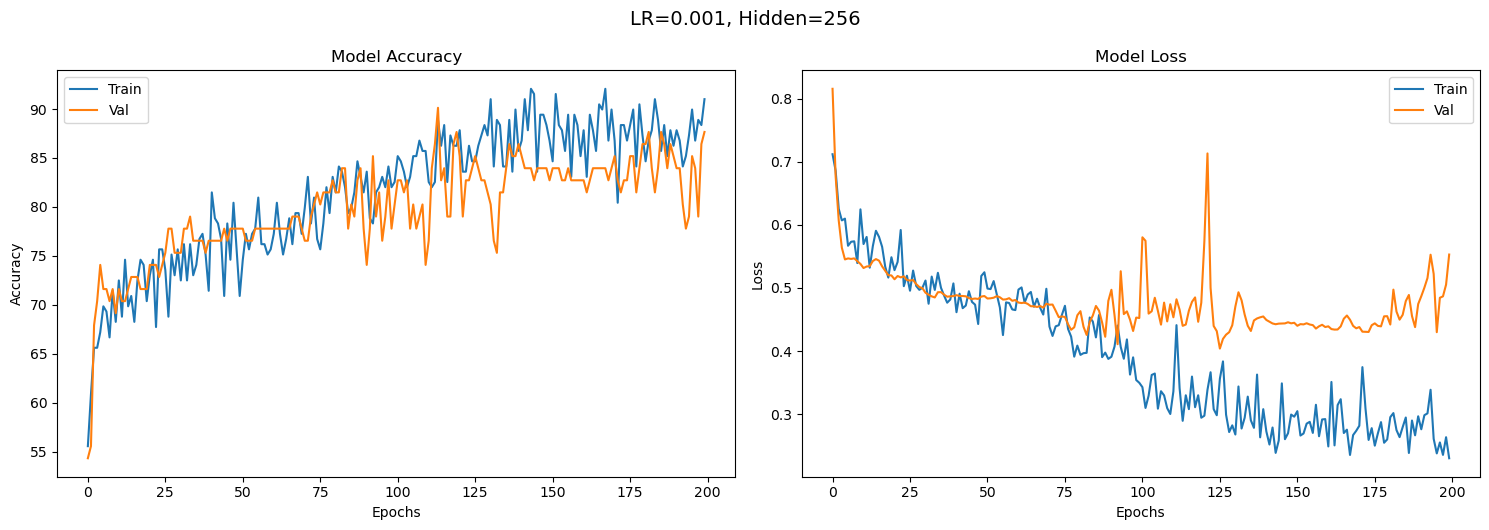 LR=0.001, Hidden=256
Model Accuracy
Train
Val
Accuracy
90
85
80
75
70
65
60
55
0 25 50 75 100 125 150 175 200
Epochs
Model Loss
Train
Val
Loss
0.8
0.7
0.6
0.5
0.4
0.3
0 25 50 75 100 125 150 175 200
Epochs